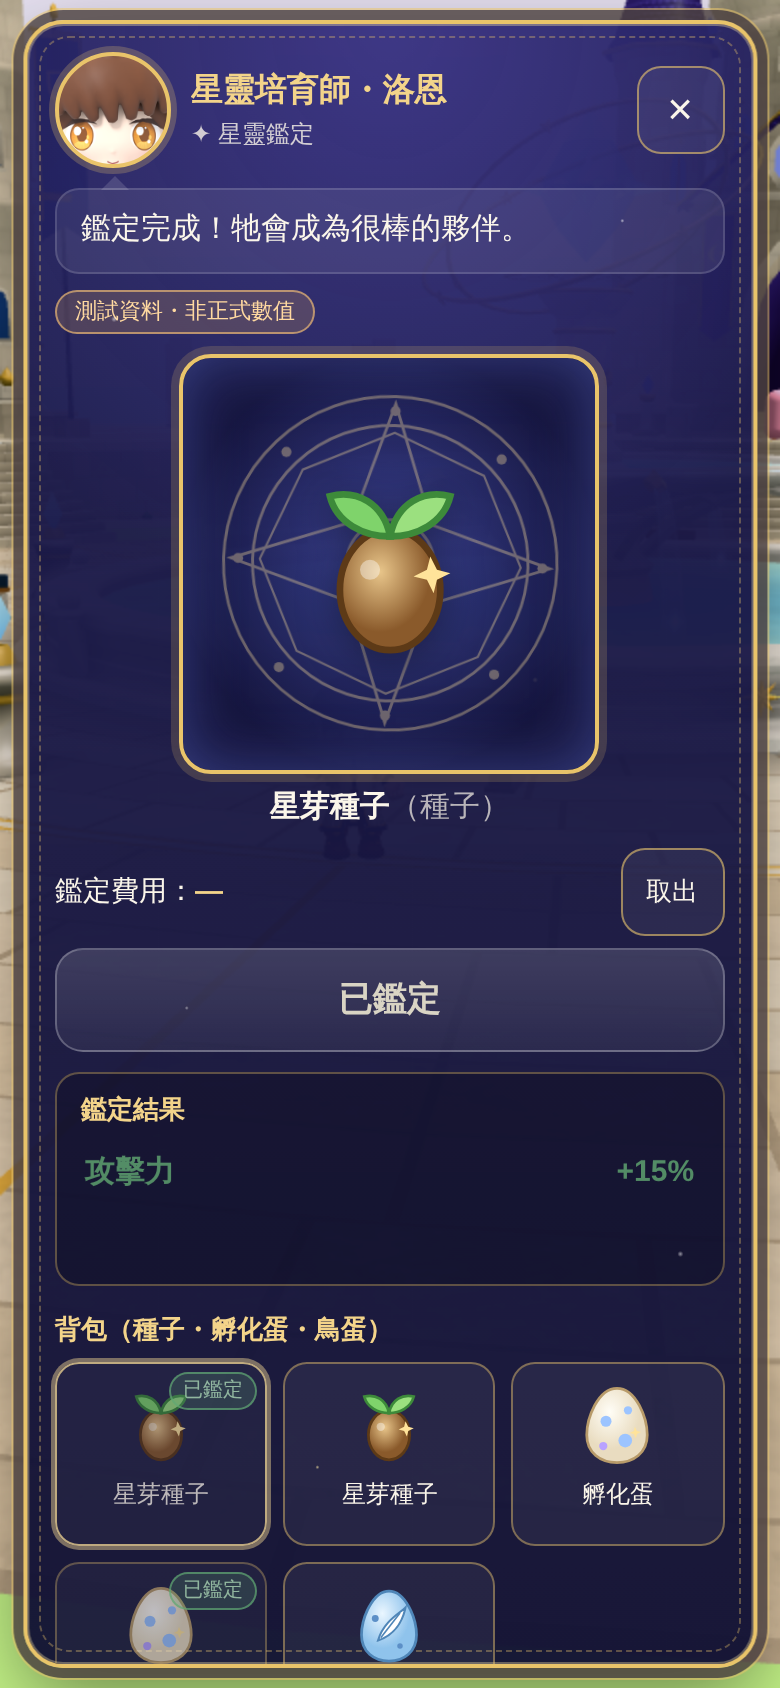 星靈培育師・洛恩
✦ 星靈鑑定
✕
鑑定完成！牠會成為很棒的夥伴。
測試資料・非正式數值
星芽種子（種子）
鑑定費用：—
取出
已鑑定
鑑定結果
攻擊力 +15%
背包（種子・孵化蛋・鳥蛋）
已鑑定
星芽種子
星芽種子
孵化蛋
已鑑定